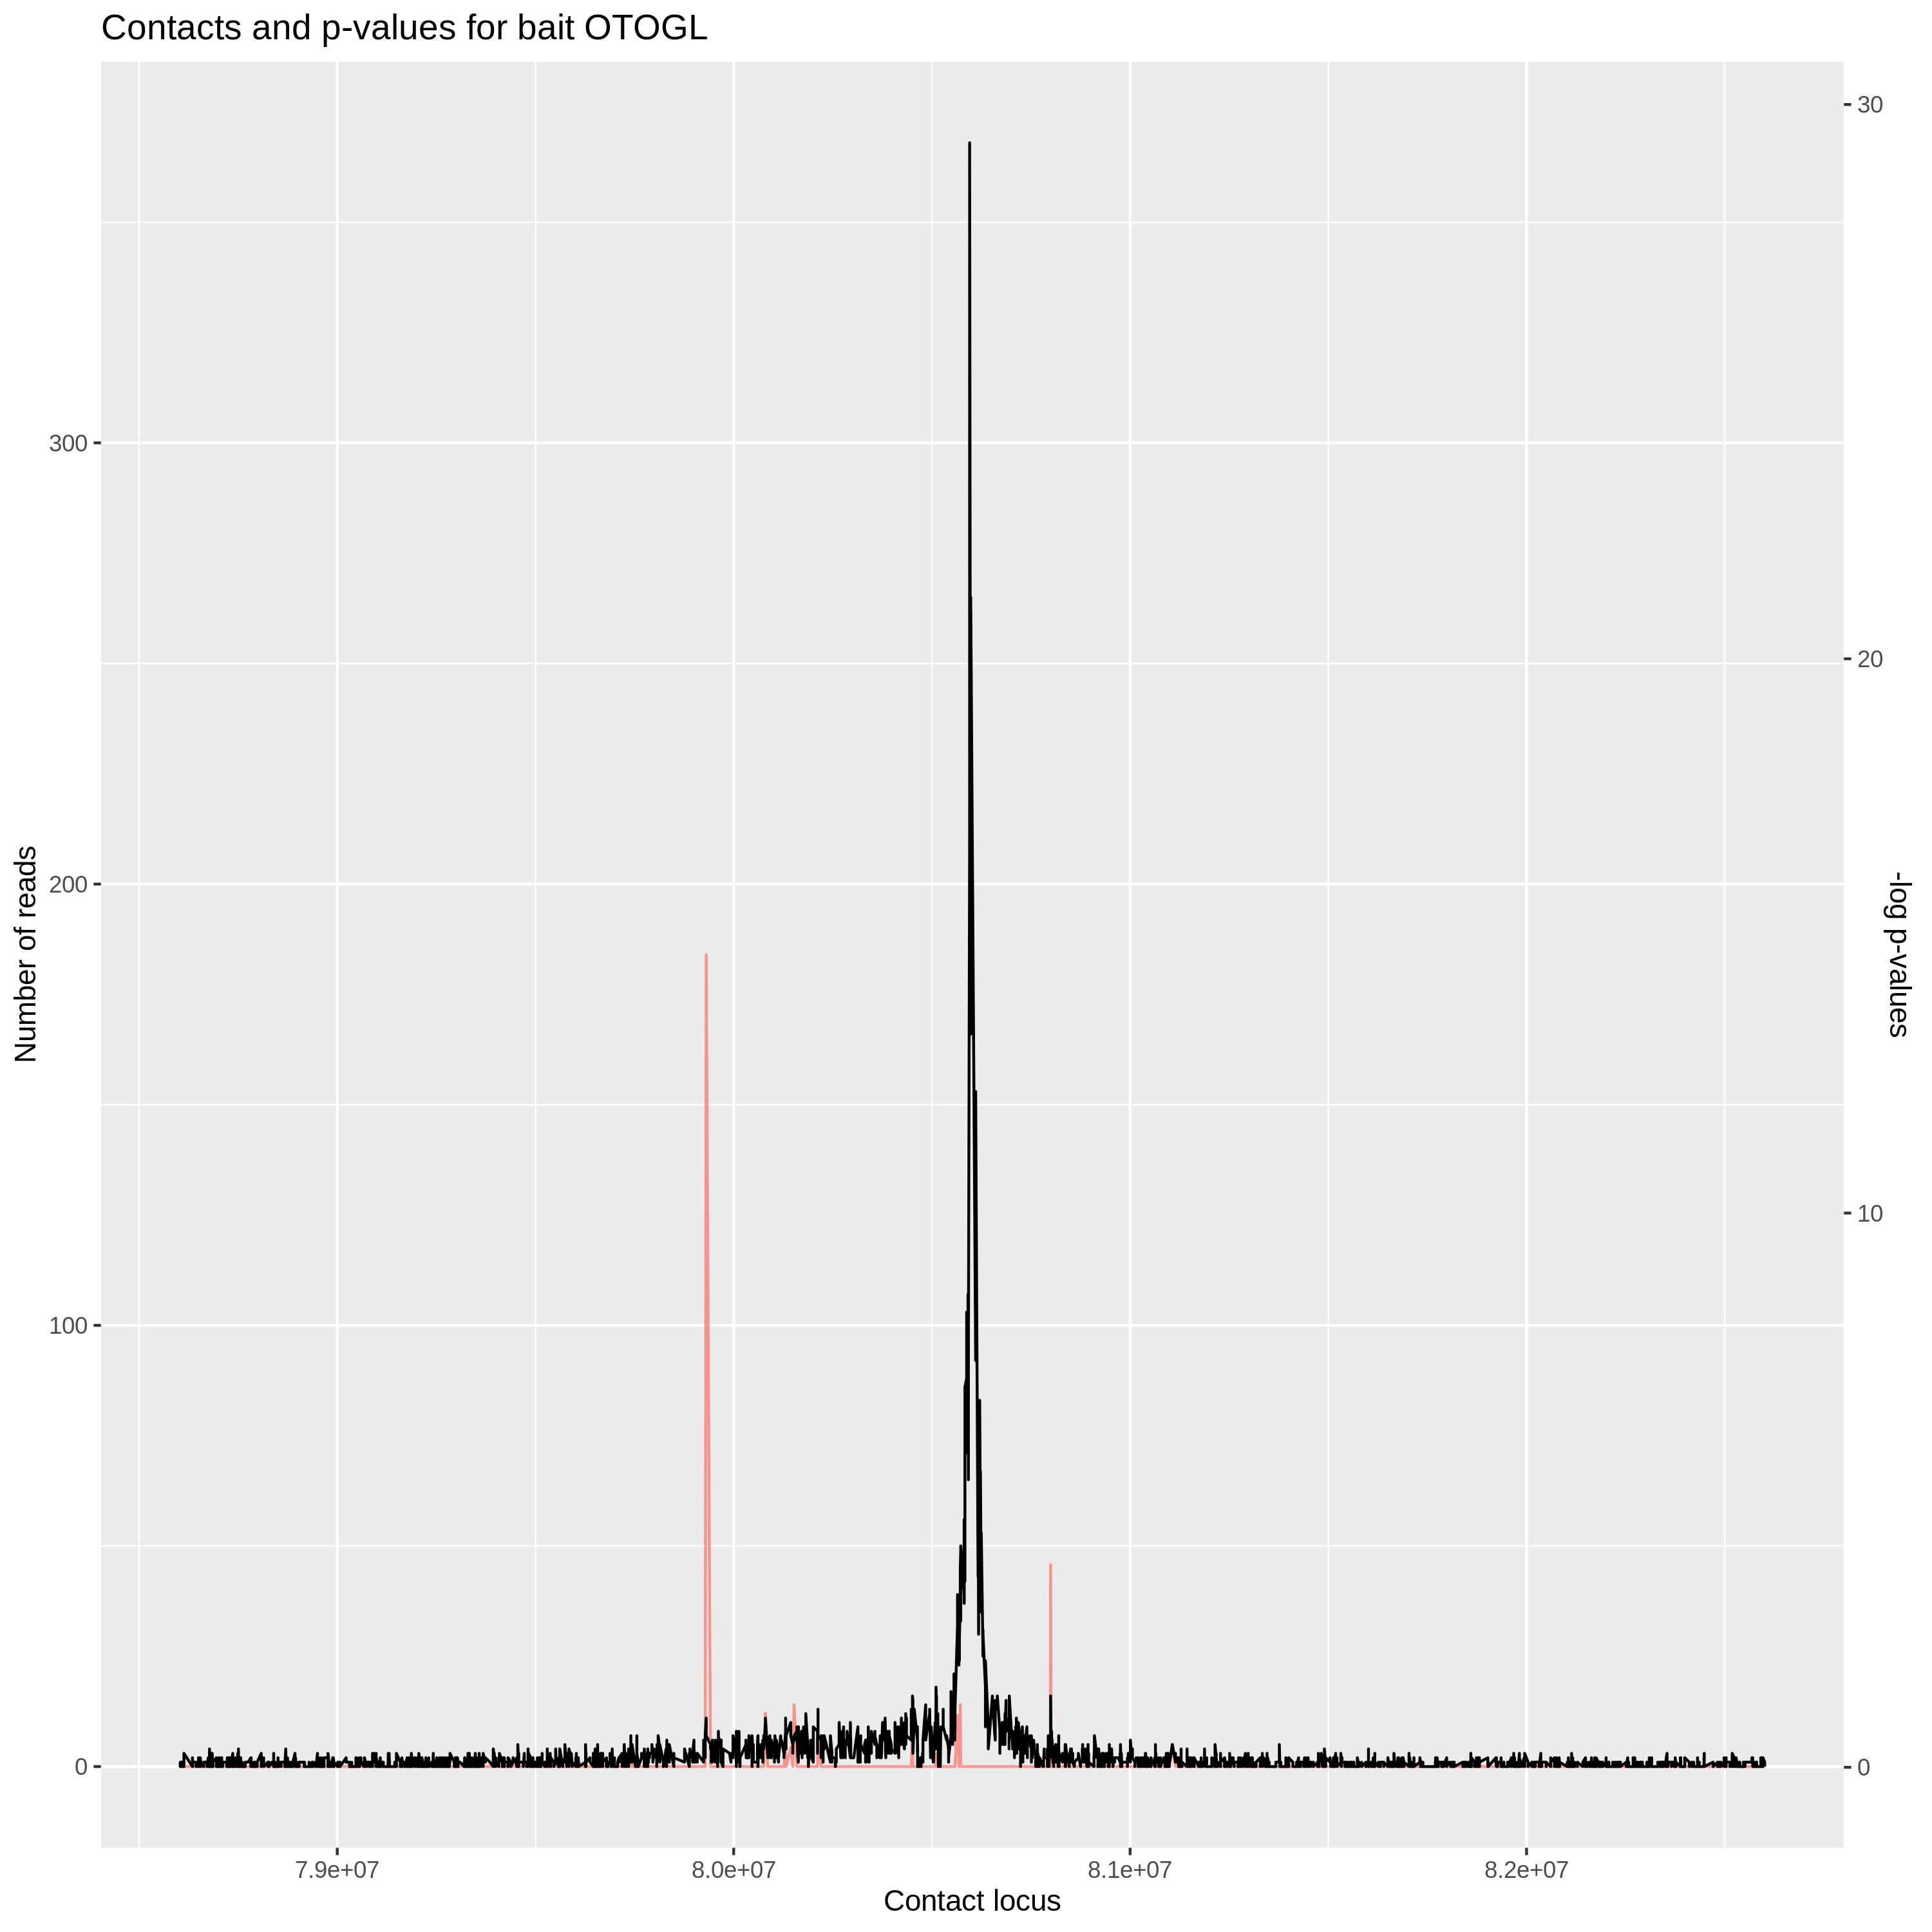 Contacts and p-values for bait OTOGL
30
300
20
200
Number of reads
-log p-values
10
100
0
0
7.9e+07
8.0e+07
8.1e+07
8.2e+07
Contact locus